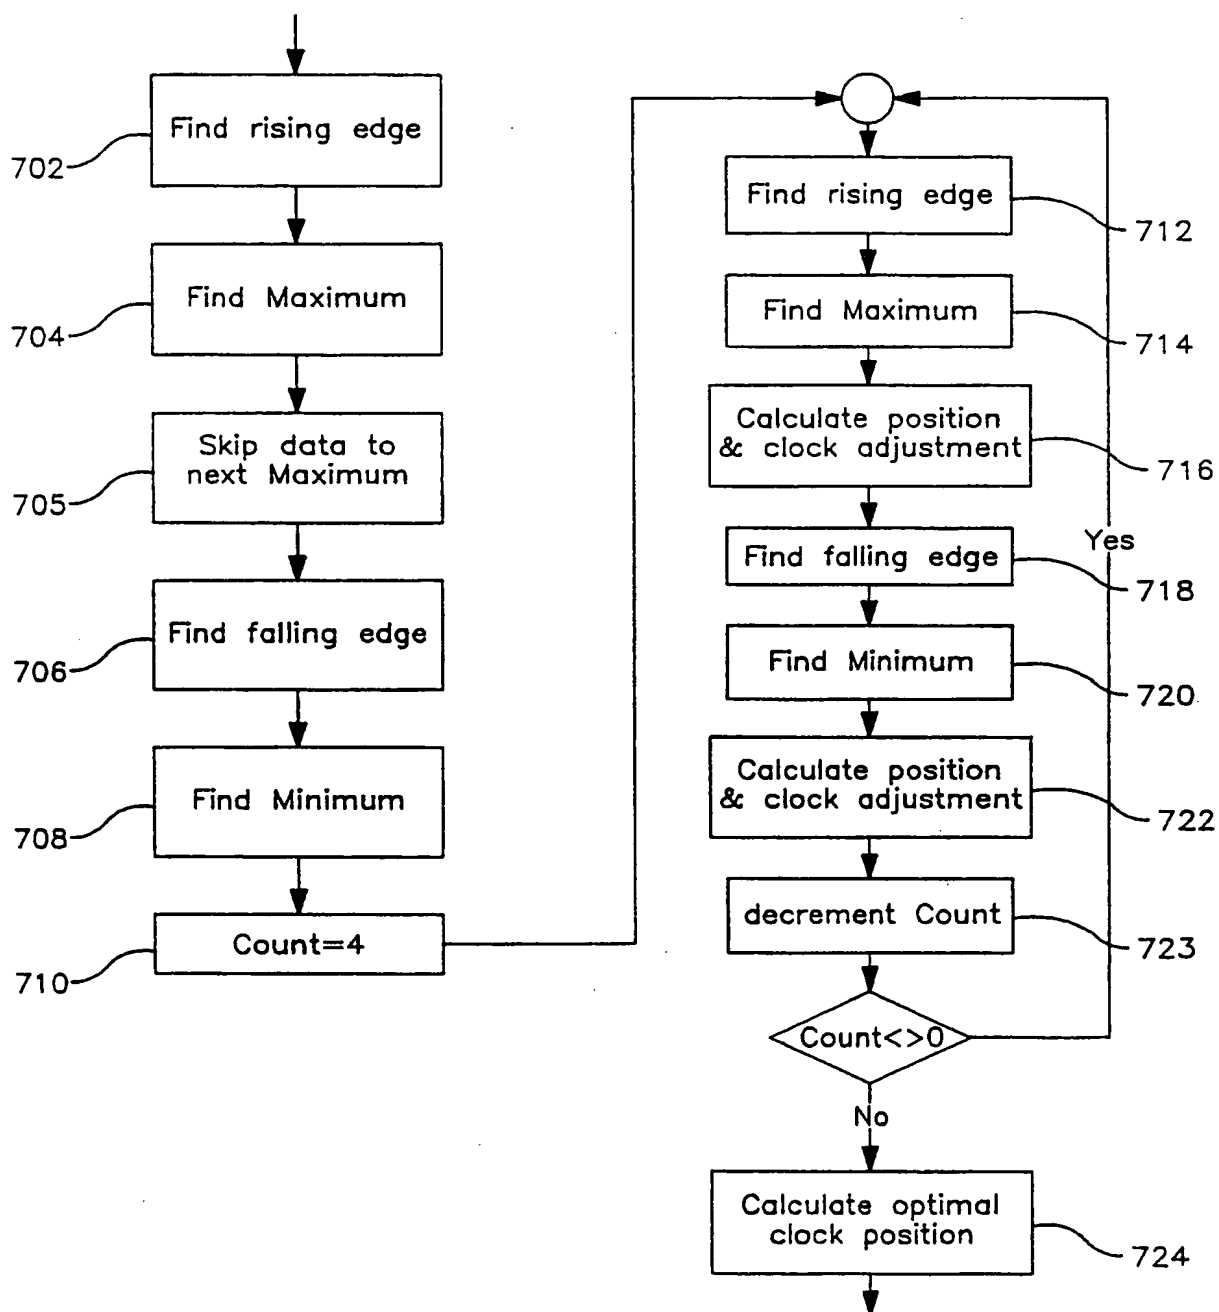 Find rising edge
702
Find Maximum
704
Skip data to
next Maximum
705
Find falling edge
706
Find Minimum
708
Count=4
710
Find rising edge
712
Find Maximum
714
Calculate position
& clock adjustment
716
Find falling edge
718
Yes
Find Minimum
720
Calculate position
& clock adjustment
722
decrement Count
723
Count<>0
No
Calculate optimal
clock position
724